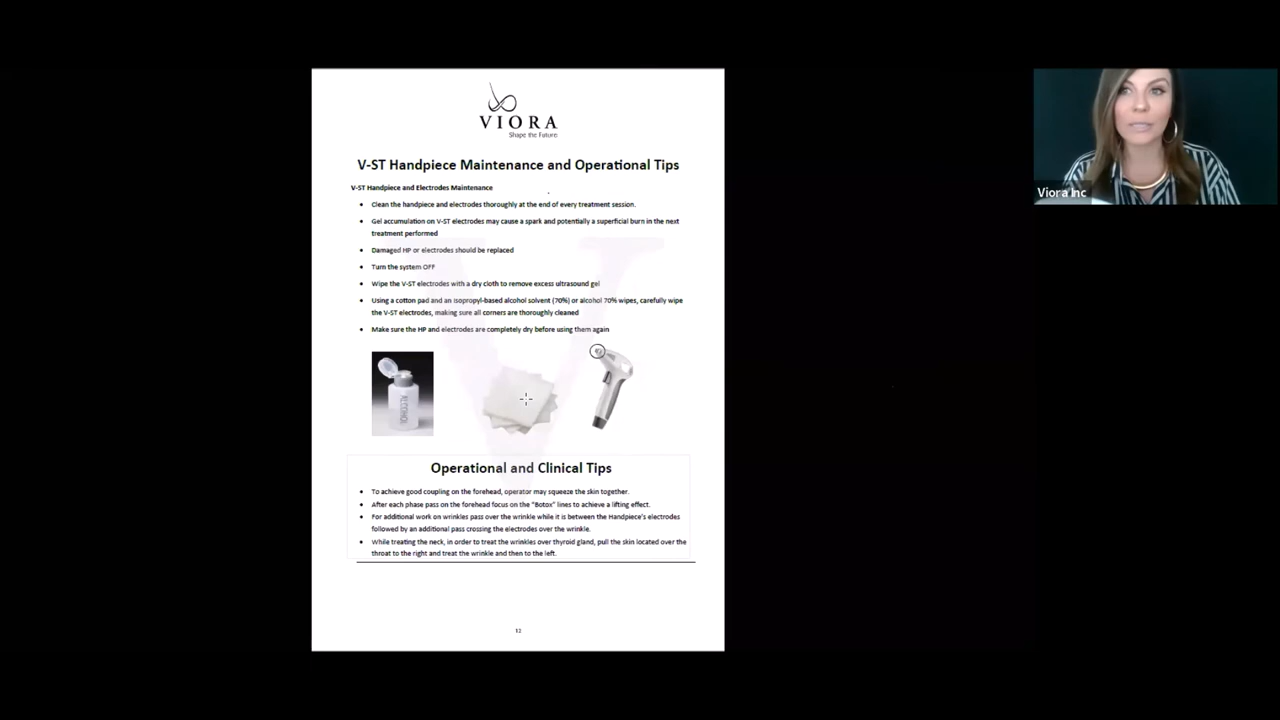 VIORA
Shape the Future
V-ST Handpiece Maintenance and Operational Tips
V-ST Handpiece and Electrodes Maintenance
• Clean the handpiece and electrodes thoroughly at the end of every treatment session.
• Gel accumulation on V-ST electrodes may cause a spark and potentially a superficial burn in the next
treatment performed
• Damaged HP or electrodes should be replaced
• Turn the system OFF
• Wipe the V-ST electrodes with a dry cloth to remove excess ultrasound gel
• Using a cotton pad and an isopropyl-based alcohol solvent (70%) or alcohol 70% wipes, carefully wipe
the V-ST electrodes, making sure all corners are thoroughly cleaned
• Make sure the HP and electrodes are completely dry before using them again
ALCOHOL
Operational and Clinical Tips
• To achieve good coupling on the forehead, operator may squeeze the skin together.
• After each phase pass on the forehead focus on the "Botox" lines to achieve a lifting effect.
• For additional work on wrinkles pass over the wrinkle while it is between the Handpiece's electrodes
followed by an additional pass crossing the electrodes over the wrinkle.
• While treating the neck, in order to treat the wrinkles over thyroid gland, pull the skin located over the
throat to the right and treat the wrinkle and then to the left.
12
Viora Inc